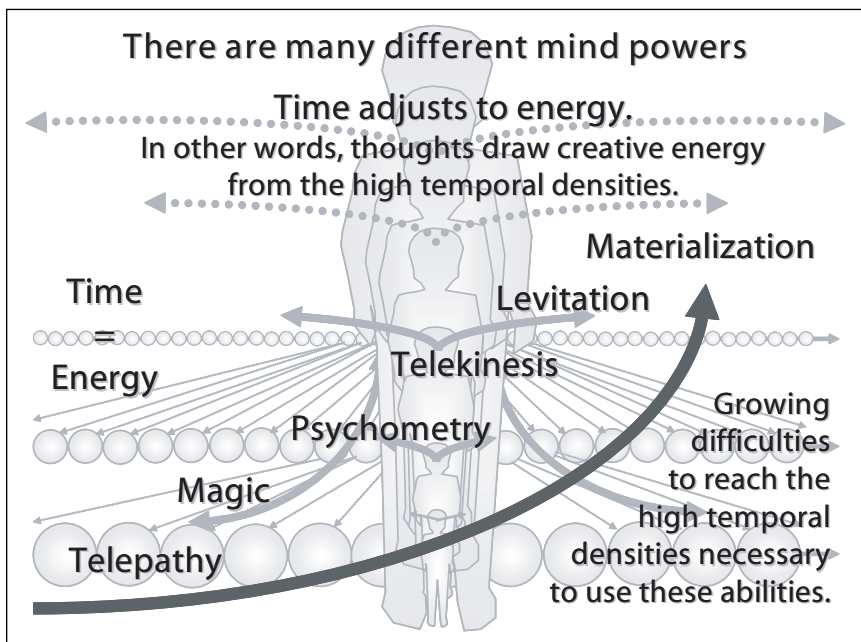 There are many different mind powers
Time adjusts to energy.
In other words, thoughts draw creative energy
from the high temporal densities.
Materialization
Time
=
Energy
Levitation
Telekinesis
Psychometry
Magic
Telepathy
Growing
difficulties
to reach the
high temporal
densities necessary
to use these abilities.